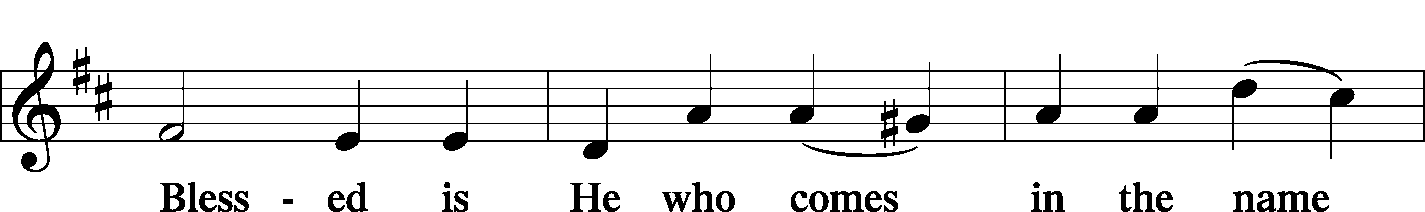 Bless - ed is He who comes in the name